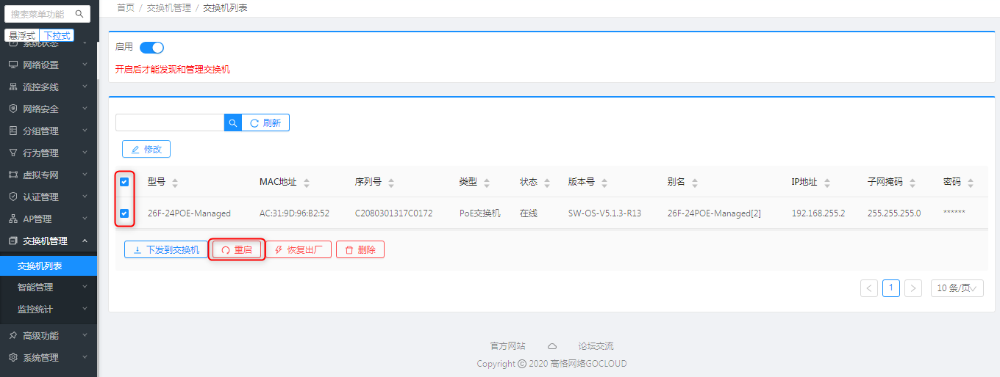 搜索菜单功能
悬浮式 下拉式
系统状态
网络设置
流控多线
网络安全
分组管理
行为管理
虚拟专网
认证管理
AP管理
交换机管理
交换机列表
智能管理
监控统计
高级功能
系统管理
首页 / 交换机管理 / 交换机列表
启用
开启后才能发现和管理交换机
刷新
修改
型号 MAC地址 序列号 类型 状态 版本号 别名 IP地址 子网掩码 密码
26F-24POE-Managed AC:31:9D:96:B2:52 C2080301317C0172 PoE交换机 在线 SW-OS-V5.1.3-R13 26F-24POE-Managed[2] 192.168.255.2 255.255.255.0 ******
下发到交换机 重启 恢复出厂 删除
< 1 > 10 条/页
官方网站 论坛交流
Copyright © 2020 高恪网络GOCLOUD